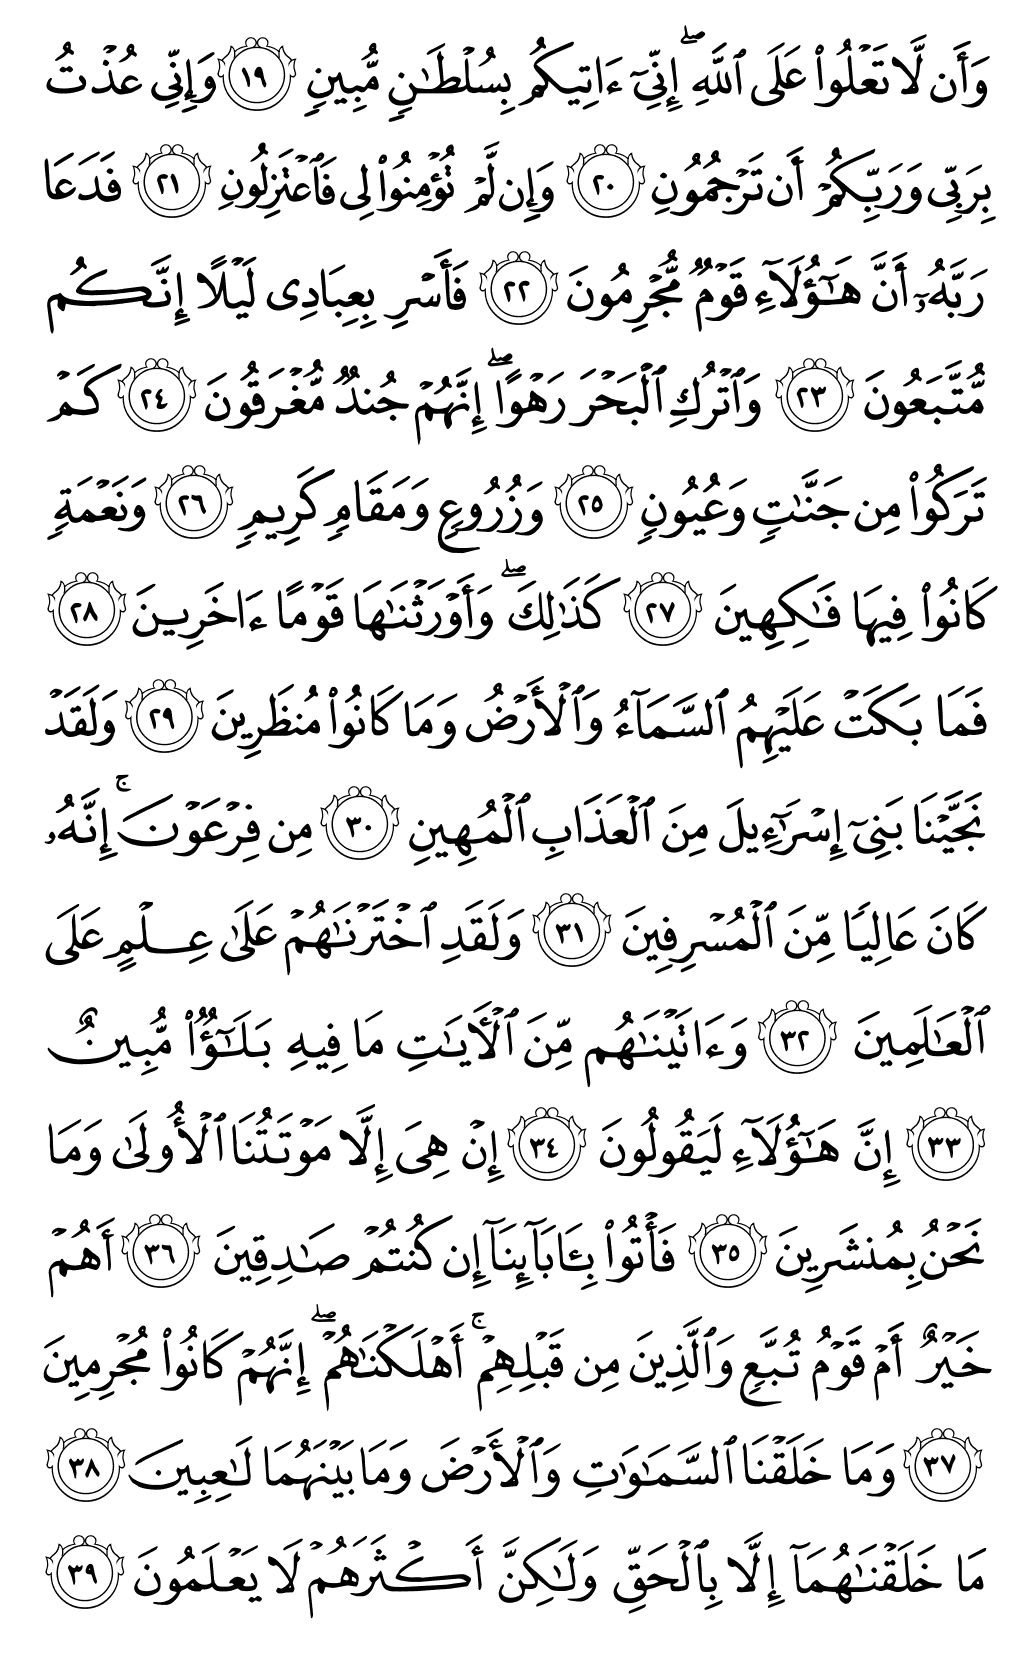 وَأَن لَّا تَعْلُوا۟ عَلَى ٱللَّهِ ۖ إِنِّىٓ ءَاتِيكُم بِسُلْطَـٰنٍ مُّبِينٍ ١٩ وَإِنِّى عُذْتُ
بِرَبِّى وَرَبِّكُمْ أَن تَرْجُمُونِ ٢٠ وَإِن لَّمْ تُؤْمِنُوا۟ لِى فَٱعْتَزِلُونِ ٢١ فَدَعَا
رَبَّهُۥٓ أَنَّ هَـٰٓؤُلَآءِ قَوْمٌ مُّجْرِمُونَ ٢٢ فَأَسْرِ بِعِبَادِى لَيْلًا إِنَّكُم
مُّتَّبَعُونَ ٢٣ وَٱتْرُكِ ٱلْبَحْرَ رَهْوًا ۖ إِنَّهُمْ جُندٌ مُّغْرَقُونَ ٢٤ كَمْ
تَرَكُوا۟ مِن جَنَّـٰتٍ وَعُيُونٍ ٢٥ وَزُرُوعٍ وَمَقَامٍ كَرِيمٍ ٢٦ وَنَعْمَةٍ
كَانُوا۟ فِيهَا فَـٰكِهِينَ ٢٧ كَذَٰلِكَ ۖ وَأَوْرَثْنَـٰهَا قَوْمًا ءَاخَرِينَ ٢٨
فَمَا بَكَتْ عَلَيْهِمُ ٱلسَّمَآءُ وَٱلْأَرْضُ وَمَا كَانُوا۟ مُنظَرِينَ ٢٩ وَلَقَدْ
نَجَّيْنَا بَنِىٓ إِسْرَٰٓءِيلَ مِنَ ٱلْعَذَابِ ٱلْمُهِينِ ٣٠ مِن فِرْعَوْنَ ۚ إِنَّهُۥ
كَانَ عَالِيًا مِّنَ ٱلْمُسْرِفِينَ ٣١ وَلَقَدِ ٱخْتَرْنَـٰهُمْ عَلَىٰ عِلْمٍ عَلَى
ٱلْعَـٰلَمِينَ ٣٢ وَءَاتَيْنَـٰهُم مِّنَ ٱلْـَٔايَـٰتِ مَا فِيهِ بَلَـٰٓؤٌا۟ مُّبِينٌ
٣٣ إِنَّ هَـٰٓؤُلَآءِ لَيَقُولُونَ ٣٤ إِنْ هِىَ إِلَّا مَوْتَتُنَا ٱلْأُولَىٰ وَمَا
نَحْنُ بِمُنشَرِينَ ٣٥ فَأْتُوا۟ بِـَٔابَآئِنَآ إِن كُنتُمْ صَـٰدِقِينَ ٣٦ أَهُمْ
خَيْرٌ أَمْ قَوْمُ تُبَّعٍ وَٱلَّذِينَ مِن قَبْلِهِمْ ۚ أَهْلَكْنَـٰهُمْ ۖ إِنَّهُمْ كَانُوا۟ مُجْرِمِينَ
٣٧ وَمَا خَلَقْنَا ٱلسَّمَـٰوَٰتِ وَٱلْأَرْضَ وَمَا بَيْنَهُمَا لَـٰعِبِينَ ٣٨
مَا خَلَقْنَـٰهُمَآ إِلَّا بِٱلْحَقِّ وَلَـٰكِنَّ أَكْثَرَهُمْ لَا يَعْلَمُونَ ٣٩